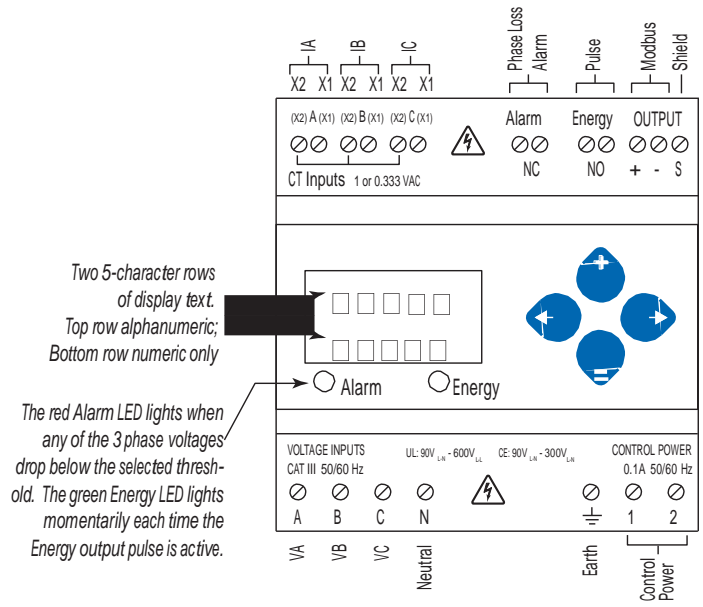 IA IB IC
Phase Loss
Alarm
Pulse
Modbus
Shield
X2 X1 X2 X1 X2 X1
(X2) A (X1) (X2) B (X1) (X2) C (X1)
Alarm Energy OUTPUT
NC NO + - S
CT Inputs 1 or 0.333 VAC
Two 5-character rows
of display text.
Top row alphanumeric;
Bottom row numeric only
+
=
Alarm Energy
The red Alarm LED lights when
any of the 3 phase voltages
drop below the selected thresh-
old. The green Energy LED lights
momentarily each time the
Energy output pulse is active.
VOLTAGE INPUTS UL: 90V L-N - 600V L-L CE: 90V L-N - 300V L-N CONTROL POWER
CAT III 50/60 Hz 0.1A 50/60 Hz
A B C N 1 2
VA VB VC Neutral Earth
Control
Power